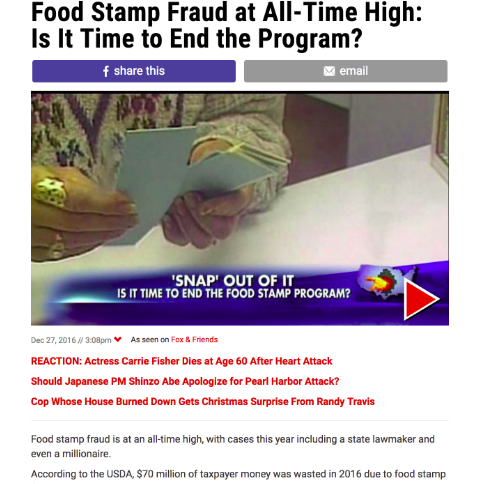 Food Stamp Fraud at All-Time High:
Is It Time to End the Program?
f share this
email
'SNAP' OUT OF IT
IS IT TIME TO END THE FOOD STAMP PROGRAM?
Dec 27, 2016 // 3:08pm As seen on Fox & Friends
REACTION: Actress Carrie Fisher Dies at Age 60 After Heart Attack
Should Japanese PM Shinzo Abe Apologize for Pearl Harbor Attack?
Cop Whose House Burned Down Gets Christmas Surprise From Randy Travis
Food stamp fraud is at an all-time high, with cases this year including a state lawmaker and
even a millionaire.
According to the USDA, $70 million of taxpayer money was wasted in 2016 due to food stamp